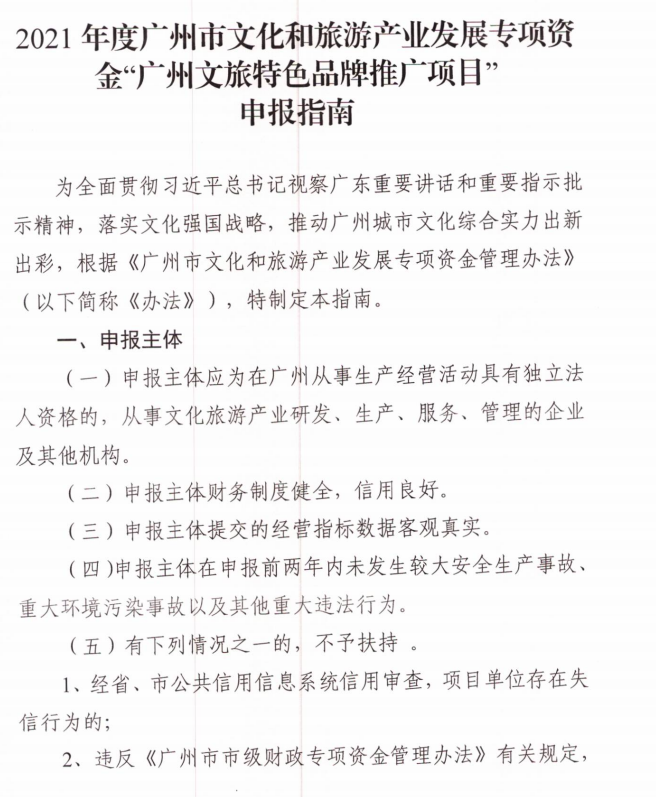 2021 年度广州市文化和旅游产业发展专项资
金“广州文旅特色品牌推广项目”
申报指南
为全面贯彻习近平总书记视察广东重要讲话和重要指示批
示精神，落实文化强国战略，推动广州城市文化综合实力出新
出彩，根据《广州市文化和旅游产业发展专项资金管理办法》
（以下简称《办法》），特制定本指南。
一、申报主体
（一）申报主体应为在广州从事生产经营活动具有独立法
人资格的，从事文化旅游产业研发、生产、服务、管理的企业
及其他机构。
（二）申报主体财务制度健全，信用良好。
（三）申报主体提交的经营指标数据客观真实。
（四）申报主体在申报前两年内未发生较大安全生产事故、
重大环境污染事故以及其他重大违法行为。
（五）有下列情况之一的，不予扶持 。
1、经省、市公共信用信息系统信用审查，项目单位存在失
信行为的；
2、违反《广州市市级财政专项资金管理办法》有关规定，